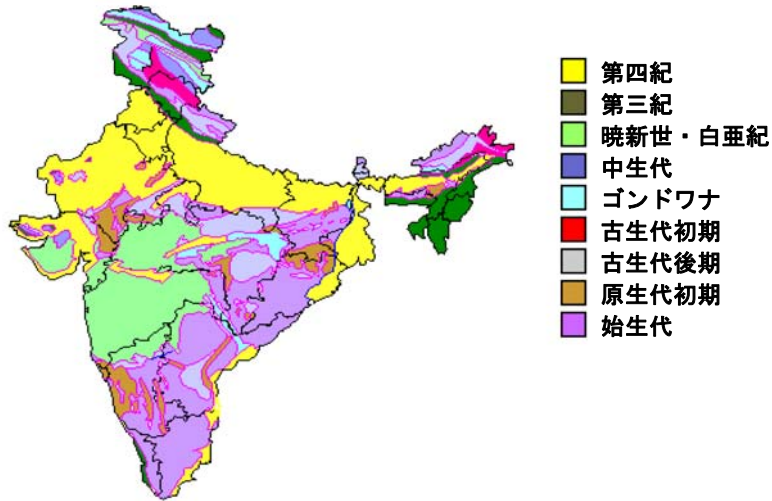 第四紀
第三紀
暁新世・白亜紀
中生代
ゴンドワナ
古生代初期
古生代後期
原生代初期
始生代